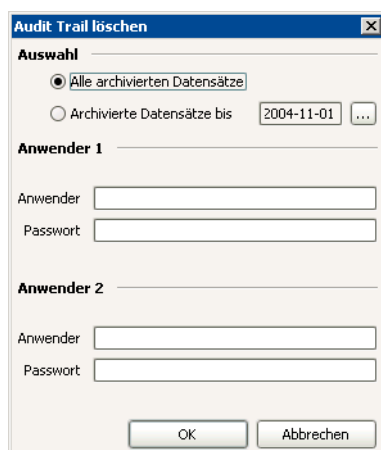 Audit Trail löschen
Auswahl
Alle archivierten Datensätze
Archivierte Datensätze bis 2004-11-01 ...
Anwender 1
Anwender
Passwort
Anwender 2
Anwender
Passwort
OK Abbrechen